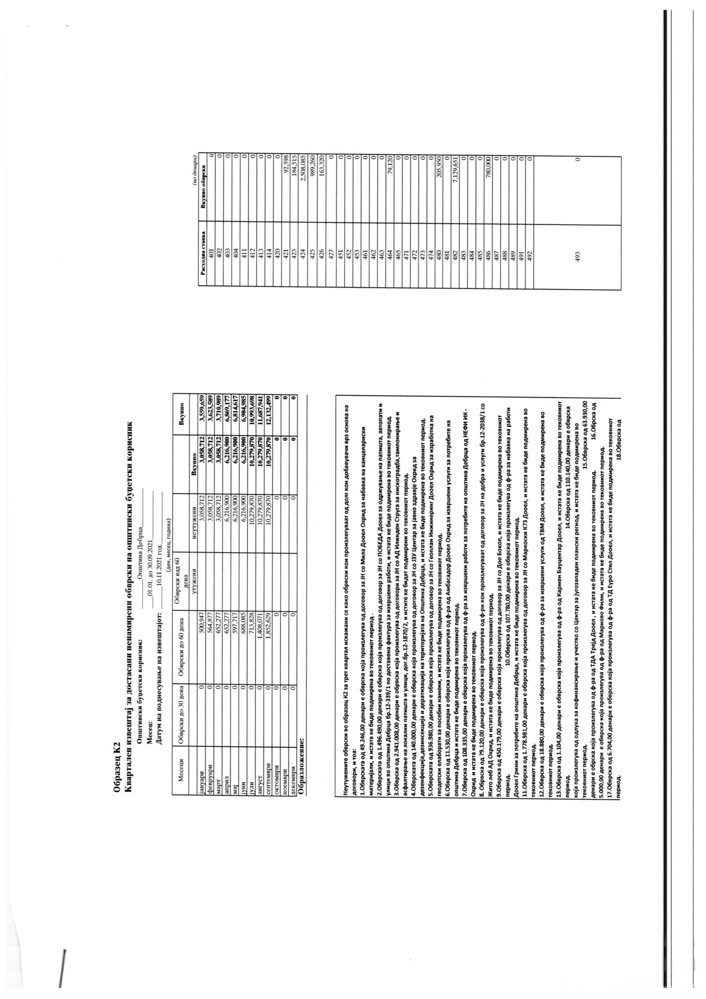 Образец К2
Квартален извештај за достасани ненамирени обврски на општински буџетски корисник
Општински буџетски корисник: Општина Дебрца
Месец: 01.01. до 30.09.2021
Датум на поднесување на извештајот: 10.11.2021 год.
(ден, месец, година)
Месеци Обврски до 30 дена Обврски до 60 дена Обврски над 60 дена Вкупно
утужени неутужени Вкупно
јануари 0 500,947 3,058,712 3,058,712 3,559,659
февруари 0 564,877 3,058,712 3,058,712 3,623,589
март 0 652,277 3,058,712 3,058,712 3,710,989
април 0 652,277 6,216,900 6,216,900 6,869,177
мај 0 597,717 6,216,900 6,216,900 6,814,617
јуни 0 688,085 6,216,900 6,216,900 6,904,985
јули 0 713,828 10,279,870 10,279,870 10,993,698
август 0 1,408,071 10,279,870 10,279,870 11,687,941
септември 0 1,852,629 10,279,870 10,279,870 12,132,499
октомври 0 0 0 0 0
ноември 0 0 0 0 0
декември 0 0 0 0 0
Образложение:
(во денари)
Расходна ставка Вкупно обврски
401 0
402 0
403 0
404 0
411 0
412 0
413 0
414 0
420 0
421 92,598
423 184,515
424 2,508,085
425 989,260
426 163,320
427 0
451 0
452 0
453 0
461 0
462 0
463 0
464 79,120
465 0
471 0
472 0
473 0
474 0
480 205,950
481 0
482 7,129,651
483 0
484 0
485 0
486 780,000
487 0
488 0
489 0
491 0
492 0
493 0
Неутужените обврски во образец К2 за трет квартал искажани се како обрвски кои произлегуваат од долг кон добавувачи врз основа на
договори, и тоа:
1.Обврската од 49.246,00 денари е обврска која произлегува од договор за ЈН со Мила Дооел Охрид за набавка на канцелариски
материјали, и истата ке биде подмирена во тековниот период .
2.Обврската од 1.496.490,00 денари е обврска која произлегува од договор за ЈН со ПОБЕДА Дооел за одржување на патишта, автопати и
улици во општина Дебрца бр.12-339/1 по доставена фактура за извршени работи, и истата ке биде подмирена во тековниот период.
3.Обврска од 2.941.008,00 денари е обрвска која произлегува од договори за ЈН со АД Илинден Струга за нискоградба,тампонирање и
асфалтирање на локални патишта и улици, дог.бр.12-1870/2, и истите ке бидат подмирени во тековниот период.
4.Обврската од 140.000,00 денари е обврска која произлегува од договор за ЈН со ЈЗУ Центар за јавно здравје Охрид за
дезенфекција,дезинсекција и дератизација на територијата на Општина Дебрца, и истата ке биде подмирена во тековниот период.
5.Обврската од 936.980,00 денари е обврска која произлегува од договор за ЈН со Геоплан Инжинеринг Дооел Охрид за изработка на
геодетски елаборати за посебни намени, и истата ке биде подмирена во тековниот период.
6.Обврска од 11.530,00 денари е обврска која произлегува од ф-ра од Амбасадор Дооел Охрид за извршени услуги за потребите на
општина Дебрца и истата ке биде подмирена во тековниот период.
7.Обврска од 108.335,00 денари е обврска која произлегува од ф-ра за извршени работи за потребите на општина Дебрца од НЕФИ ИК -
Охрид и истата ке биде подмирена во тековниот период.
8. Обрвска од 79.120,00 денари е обврска која произлегува од ф-ри кои произлегуваат од договор за ЈН на добра и услуги бр.12-2038/1 со
Жито леб АД Охрид, и истата ке биде подмирена во тековниот период.
9.Обврска од 450.179,00 денари е обврска која произлегува од договор за ЈН со Доо Бокоп, и истата ке биде подмирена во тековниот
период. 10.Обврска од 107.780,00 денари е обврска која произлегува од ф-ра за набавка на работи
Дооел Грини за потребите на општина Дебрца, и истата ке биде подмирена во тековниот период.
11.Обврска од 1.778.981,00 денари е обврска која произлегува од договор за ЈН со Маркоски К73 Дооел, и истата ке биде подмирена во
тековниот период.
12.Обврска од 18.880,00 денари е обврска која произлегува од ф-ра за извршени услуги од ТВМ Дооел, и истата ке биде подмирена во
тековниот период.
13.Обврска од 1.104,00 денари е обврска која произлегува од ф-ра од Кармен Бауцентар Дооел, и истата ке биде подмирена во тековниот
период. 14.Обврска од 110.140,00 денари е обврска
која произлегува од одлука за кофинансирање и учество со Центар за југозападен плански регион, и истата ке биде подмирена во
тековниот период. 15.Обврска од 63.930,00
денари е обрска која произлегува од ф-ра од ТДА Трејд Дооел , и истата ке биде подмирена во тековниот период. 16.Обрска од
5.000,00 денари е обврска која произлегува од ф-ра од Марково Филм, и истата ке биде подмирена во тековниот период.
17.Обврска од 6.704,00 денари е обврска која произлегува од ф-ра од ТД Еуро Стил Дооел, и истата ке биде подмирена во тековниот
период. 18.Обврска од